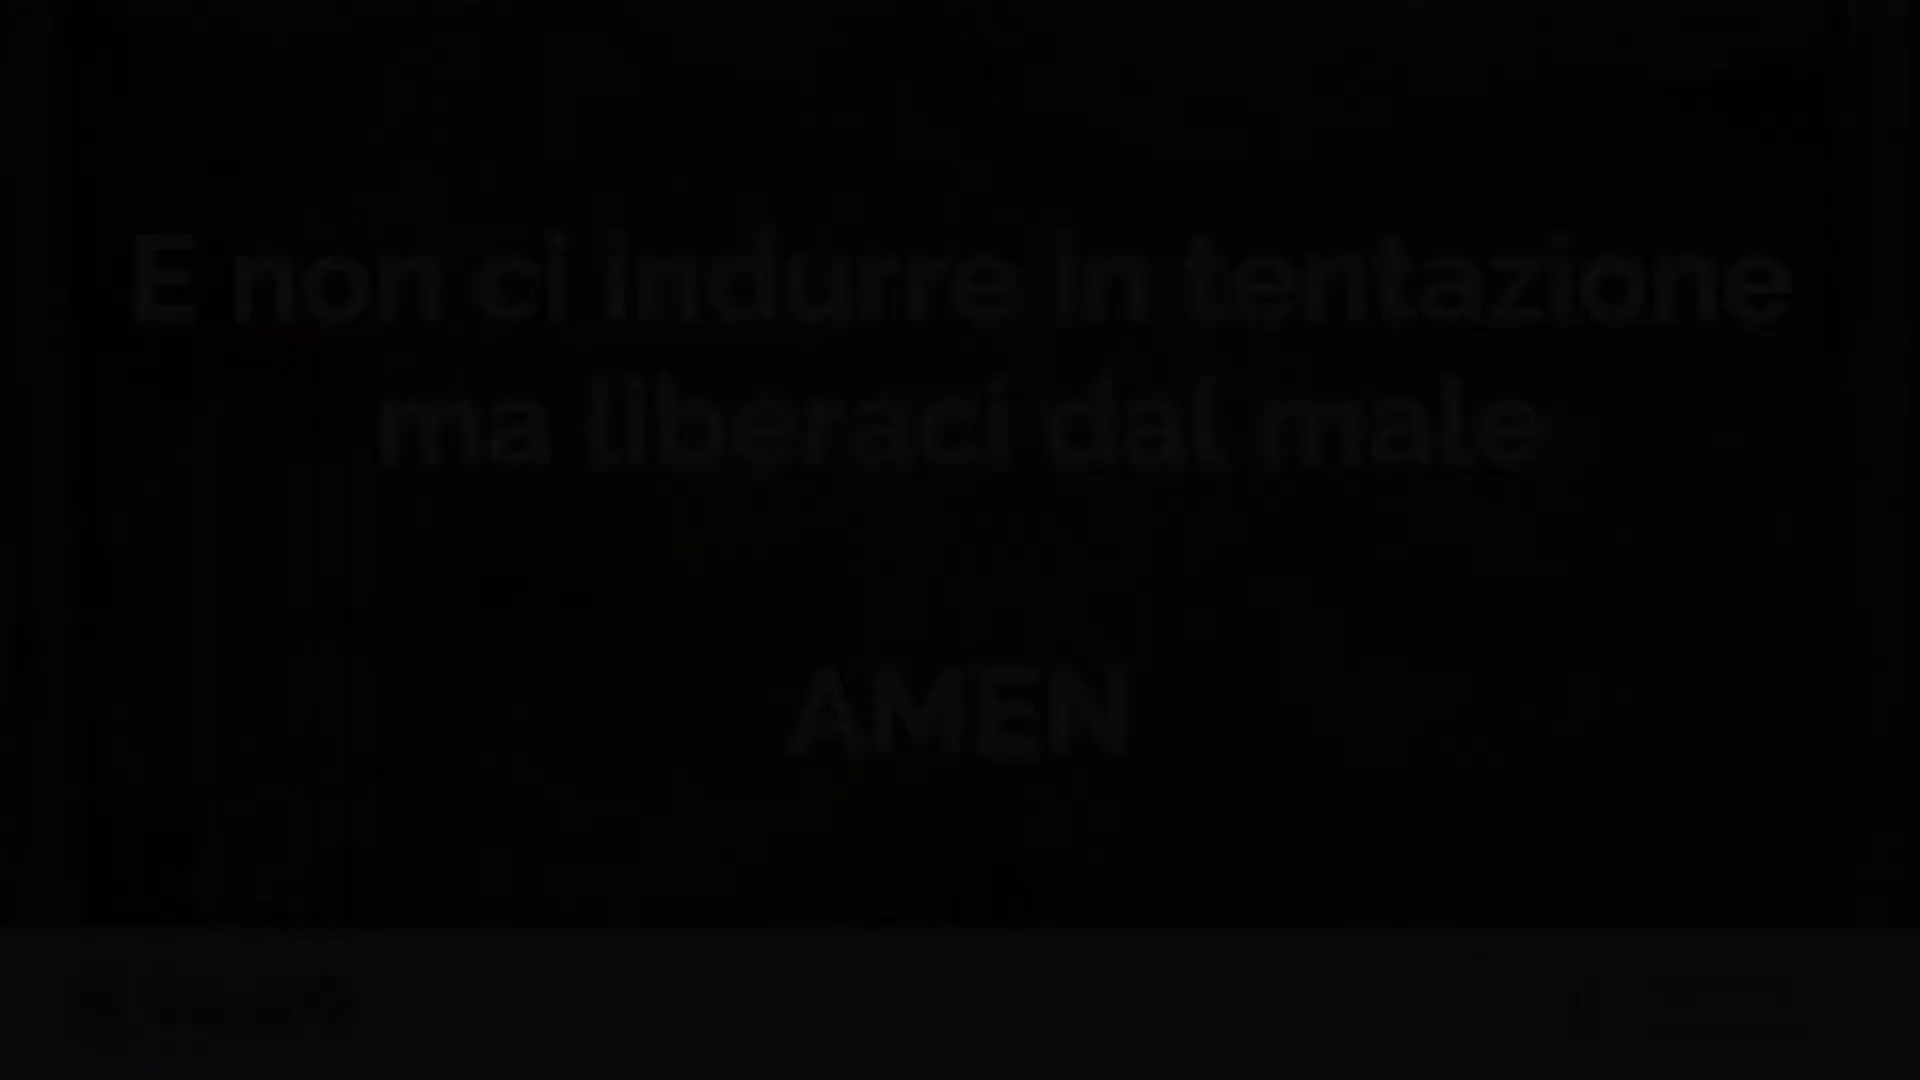 E non ci indurre in tentazione
ma liberaci dal male
AMEN